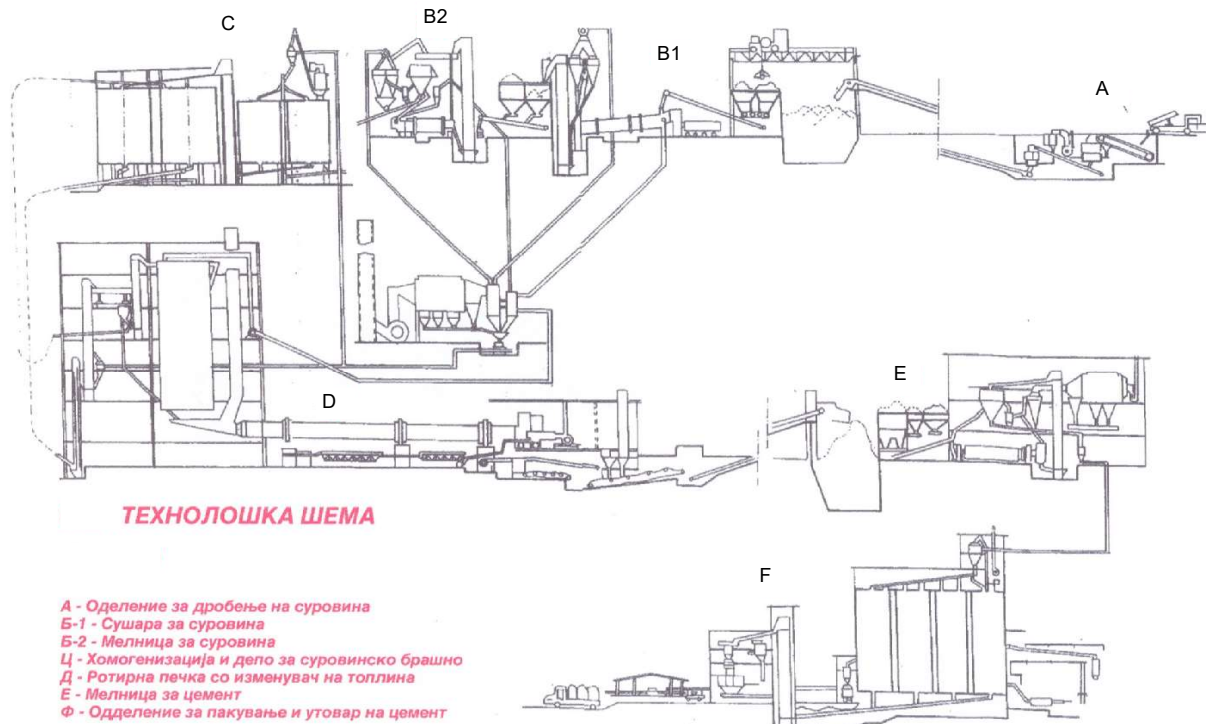 C
B2
B1
A
D
E
F
ТЕХНОЛОШКА ШЕМА
А - Оделение за дробење на суровина
Б-1 - Сушара за суровина
Б-2 - Мелница за суровина
Ц - Хомогенизација и депо за суровинско брашно
Д - Ротирна печка со изменувач на топлина
Е - Мелница за цемент
Ф - Одделение за пакување и утовар на цемент